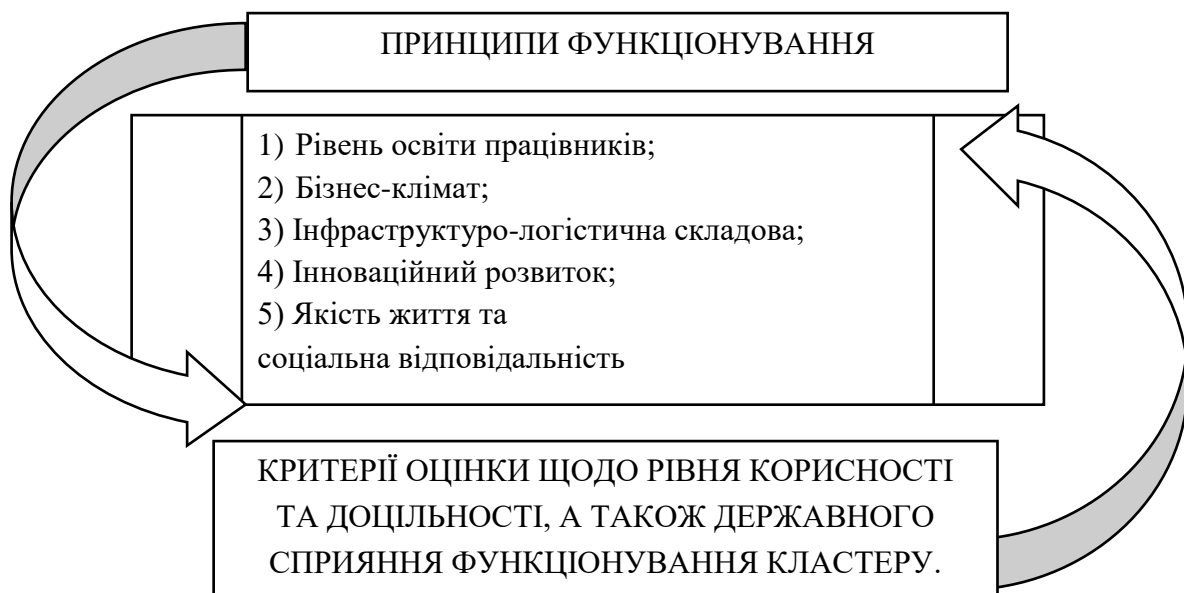 ПРИНЦИПИ ФУНКЦІОНУВАННЯ
1) Рівень освіти працівників;
2) Бізнес-клімат;
3) Інфраструктуро-логістична складова;
4) Інноваційний розвиток;
5) Якість життя та
соціальна відповідальність
КРИТЕРІЇ ОЦІНКИ ЩОДО РІВНЯ КОРИСНОСТІ
ТА ДОЦІЛЬНОСТІ, А ТАКОЖ ДЕРЖАВНОГО
СПРИЯННЯ ФУНКЦІОНУВАННЯ КЛАСТЕРУ.